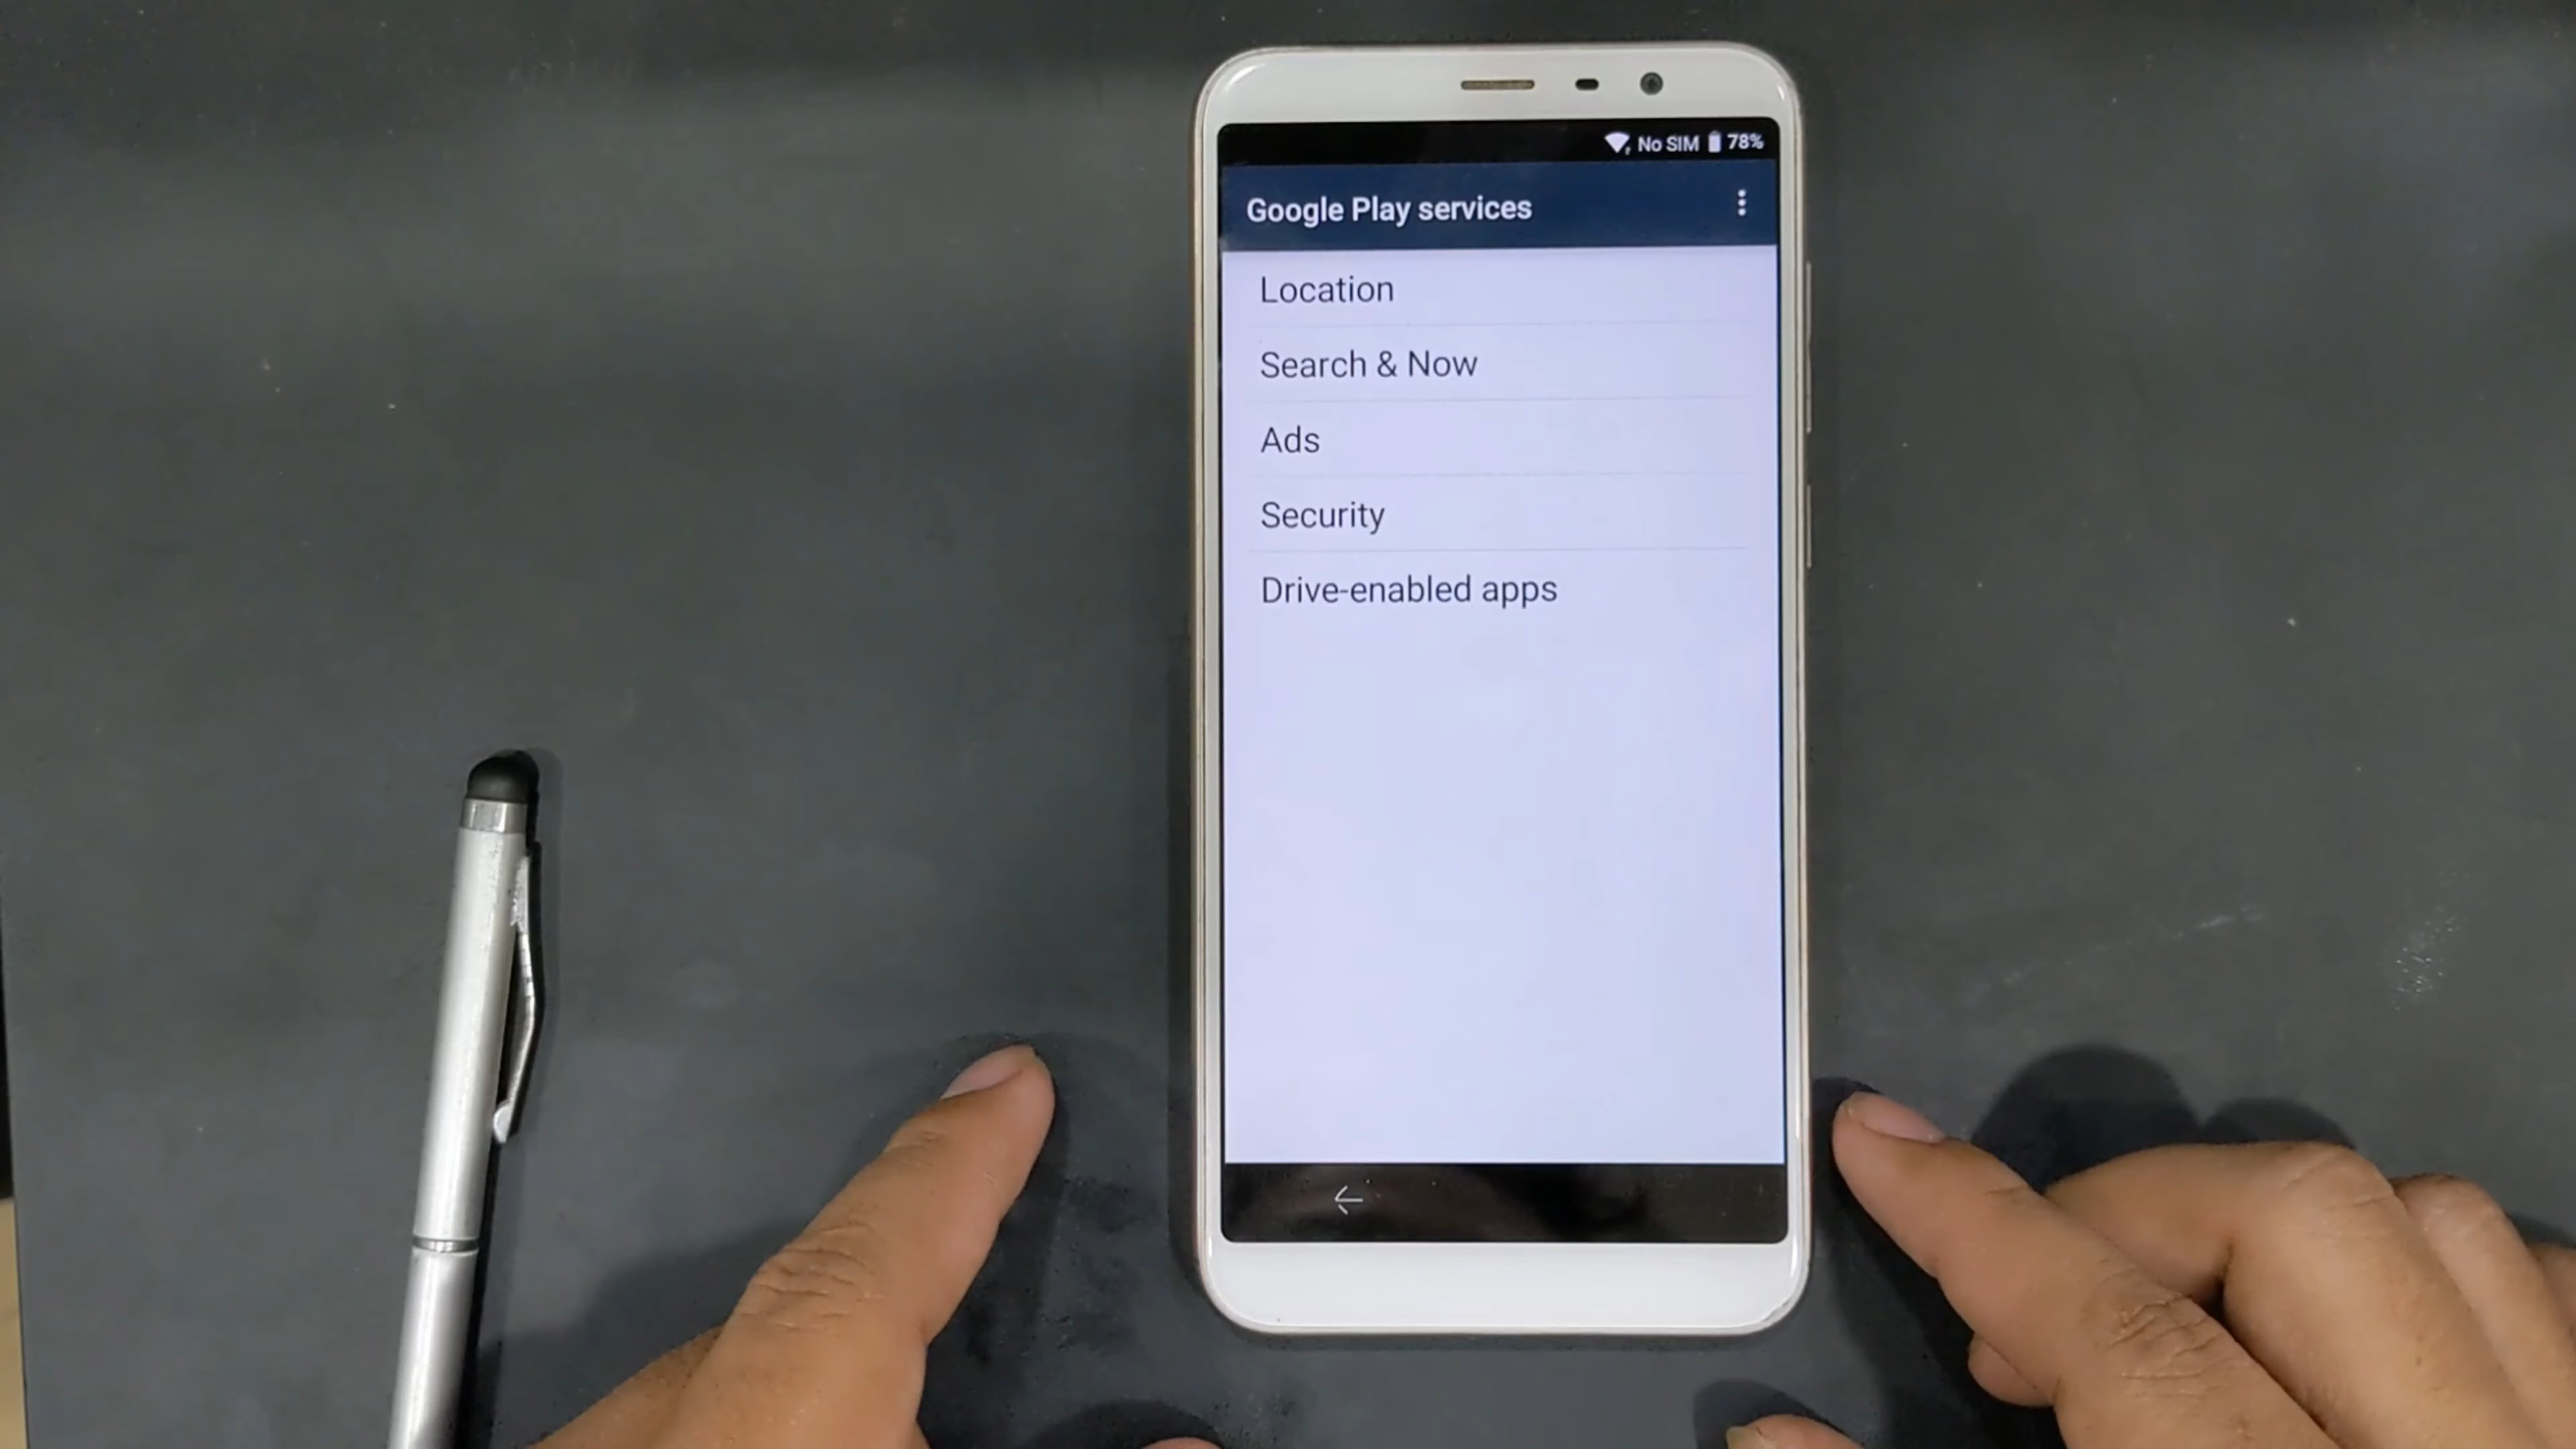 No SIM 78%
Google Play services
Location
Search & Now
Ads
Security
Drive-enabled apps